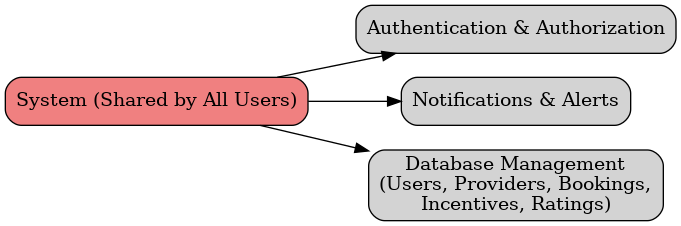 Authentication & Authorization
System (Shared by All Users)
Notifications & Alerts
Database Management
(Users, Providers, Bookings,
Incentives, Ratings)